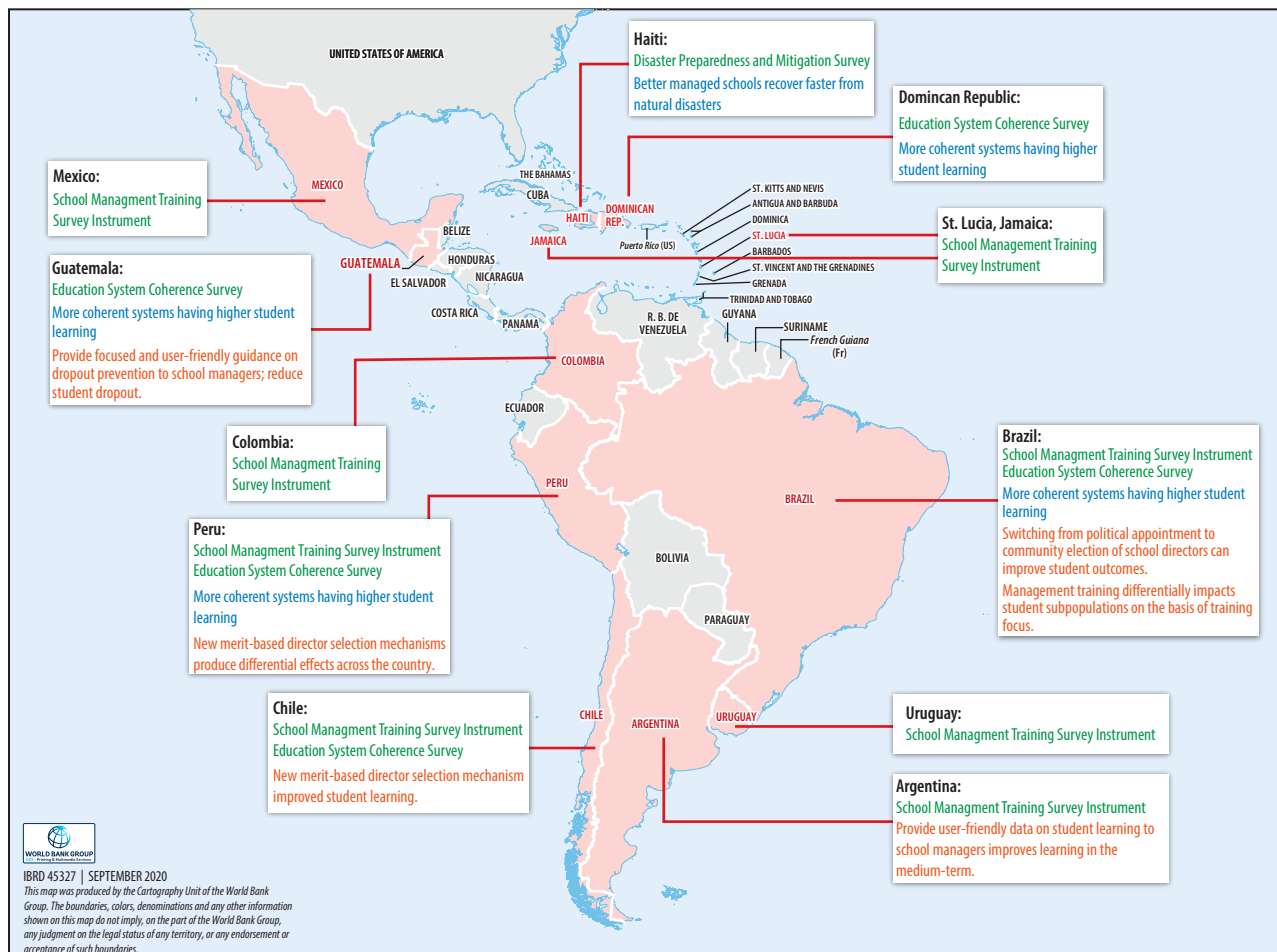 UNITED STATES OF AMERICA
Haiti:
Disaster Preparedness and Mitigation Survey
Better managed schools recover faster from
natural disasters
Domincan Republic:
Education System Coherence Survey
More coherent systems having higher
student learning
Mexico:
School Managment Training
Survey Instrument
MEXICO
THE BAHAMAS
CUBA
HAITI
DOMINICAN
REP.
JAMAICA
Puerto Rico (US)
ST. KITTS AND NEVIS
ANTIGUA AND BARBUDA
DOMINICA
ST. LUCIA
BARBADOS
ST. VINCENT AND THE GRENADINES
GRENADA
TRINIDAD AND TOBAGO
St. Lucia, Jamaica:
School Management Training
Survey Instrument
BELIZE
GUATEMALA
HONDURAS
EL SALVADOR
NICARAGUA
COSTA RICA
PANAMA
Guatemala:
Education System Coherence Survey
More coherent systems having higher student
learning
Provide focused and user-friendly guidance on
dropout prevention to school managers; reduce
student dropout.
R. B. DE
VENEZUELA
GUYANA
SURINAME
French Guiana
(Fr)
COLOMBIA
ECUADOR
Colombia:
School Managment Training
Survey Instrument
PERU
BRAZIL
Brazil:
School Managment Training Survey Instrument
Education System Coherence Survey
More coherent systems having higher student
learning
Switching from political appointment to
community election of school directors can
improve student outcomes.
Management training differentially impacts
student subpopulations on the basis of training
focus.
Peru:
School Managment Training Survey Instrument
Education System Coherence Survey
More coherent systems having higher student
learning
New merit-based director selection mechanisms
produce differential effects across the country.
BOLIVIA
PARAGUAY
CHILE
ARGENTINA
URUGUAY
Chile:
School Managment Training Survey Instrument
Education System Coherence Survey
New merit-based director selection mechanism
improved student learning.
Uruguay:
School Managment Training Survey Instrument
Argentina:
School Managment Training Survey Instrument
Provide user-friendly data on student learning to
school managers improves learning in the
medium-term.
WORLD BANK GROUP
GCS - Printing & Multimedia Services
IBRD 45327 | SEPTEMBER 2020
This map was produced by the Cartography Unit of the World Bank
Group. The boundaries, colors, denominations and any other information
shown on this map do not imply, on the part of the World Bank Group,
any judgment on the legal status of any territory, or any endorsement or
acceptance of such boundaries.